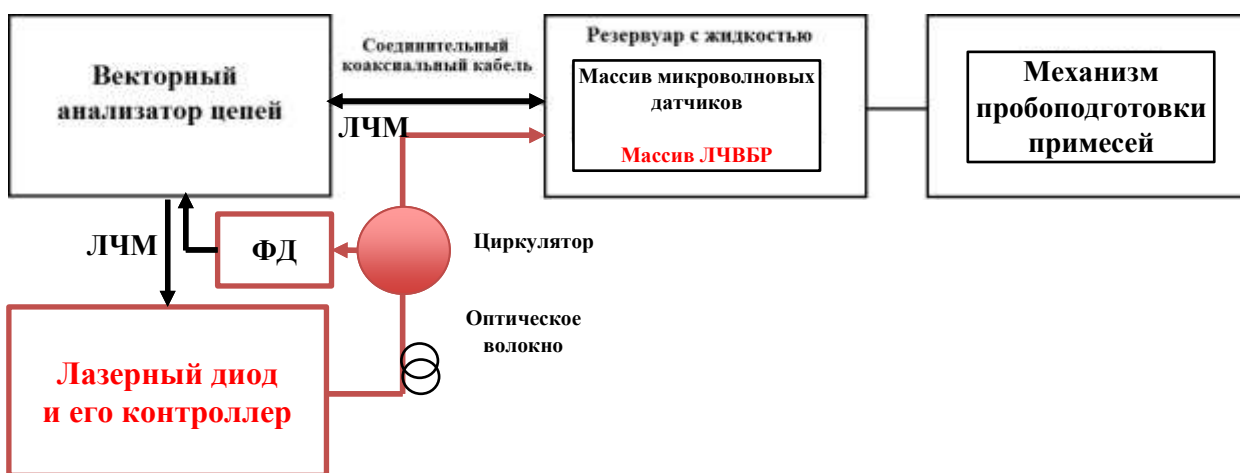 Векторный
анализатор цепей
Соединительный
коаксиальный кабель
ЛЧМ
Резервуар с жидкостью
Массив микроволновых
датчиков
Массив ЛЧВБР
Механизм
пробоподготовки
примесей
ЛЧМ
ФД
Циркулятор
Оптическое
волокно
Лазерный диод
и его контроллер